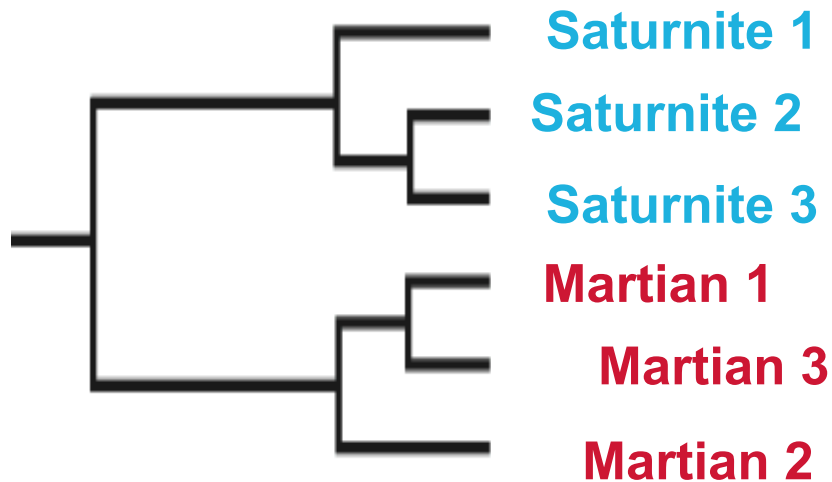 Saturnite 1
Saturnite 2
Saturnite 3
Martian 1
Martian 3
Martian 2